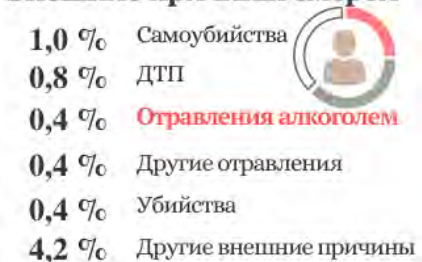 1,0 % Самоубийства
0,8 % ДТП
0,4 % Отравления алкоголем
0,4 % Другие отравления
0,4 % Убийства
4,2 % Другие внешние причины